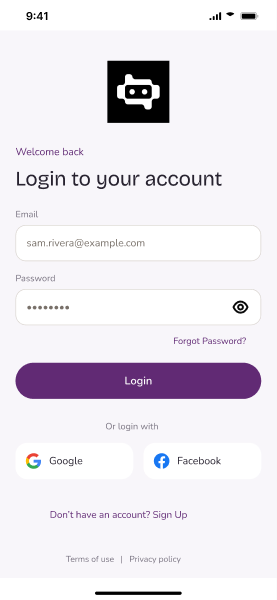 9:41
Welcome back
Login to your account
Email
sam.rivera@example.com
Password
••••••••
Forgot Password?
Login
Or login with
Google
Facebook
Don't have an account? Sign Up
Terms of use | Privacy policy